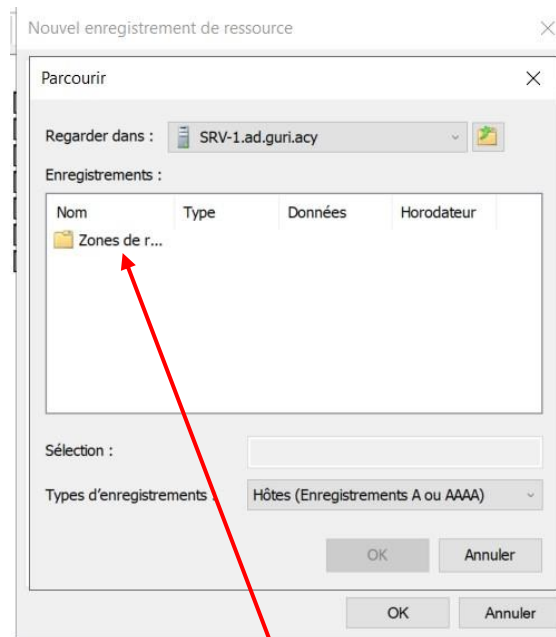 Nouvel enregistrement de ressource
Parcourir
Regarder dans : SRV-1.ad.guri.acy
Enregistrements :
Nom Type Données Horodateur
Zones de r...
Sélection :
Types d'enregistrements : Hôtes (Enregistrements A ou AAAA)
OK Annuler
OK Annuler